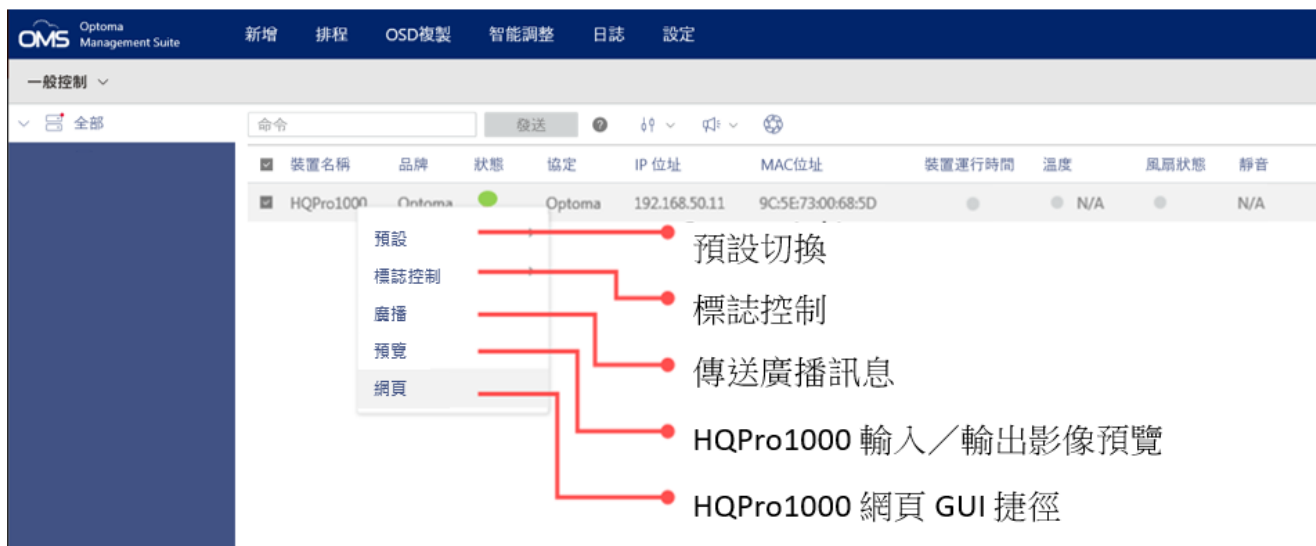 OMS Optoma
Management Suite
新增 排程 OSD複製 智能調整 日誌 設定
一般控制
全部
命令 發送
裝置名稱 品牌 狀態 協定 IP 位址 MAC位址 裝置運行時間 溫度 風扇狀態 靜音
HQPro1000 Optoma Optoma 192.168.50.11 9C:5E:73:00:68:5D N/A N/A
預設
標誌控制
廣播
預覽
網頁
預設切換
標誌控制
傳送廣播訊息
HQPro1000 輸入／輸出影像預覽
HQPro1000 網頁 GUI 捷徑